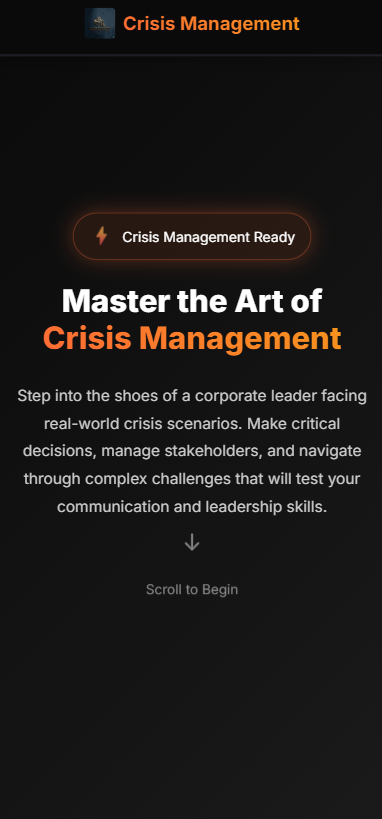 Crisis Management
Crisis Management Ready
Master the Art of
Crisis Management
Step into the shoes of a corporate leader facing
real-world crisis scenarios. Make critical
decisions, manage stakeholders, and navigate
through complex challenges that will test your
communication and leadership skills.
Scroll to Begin